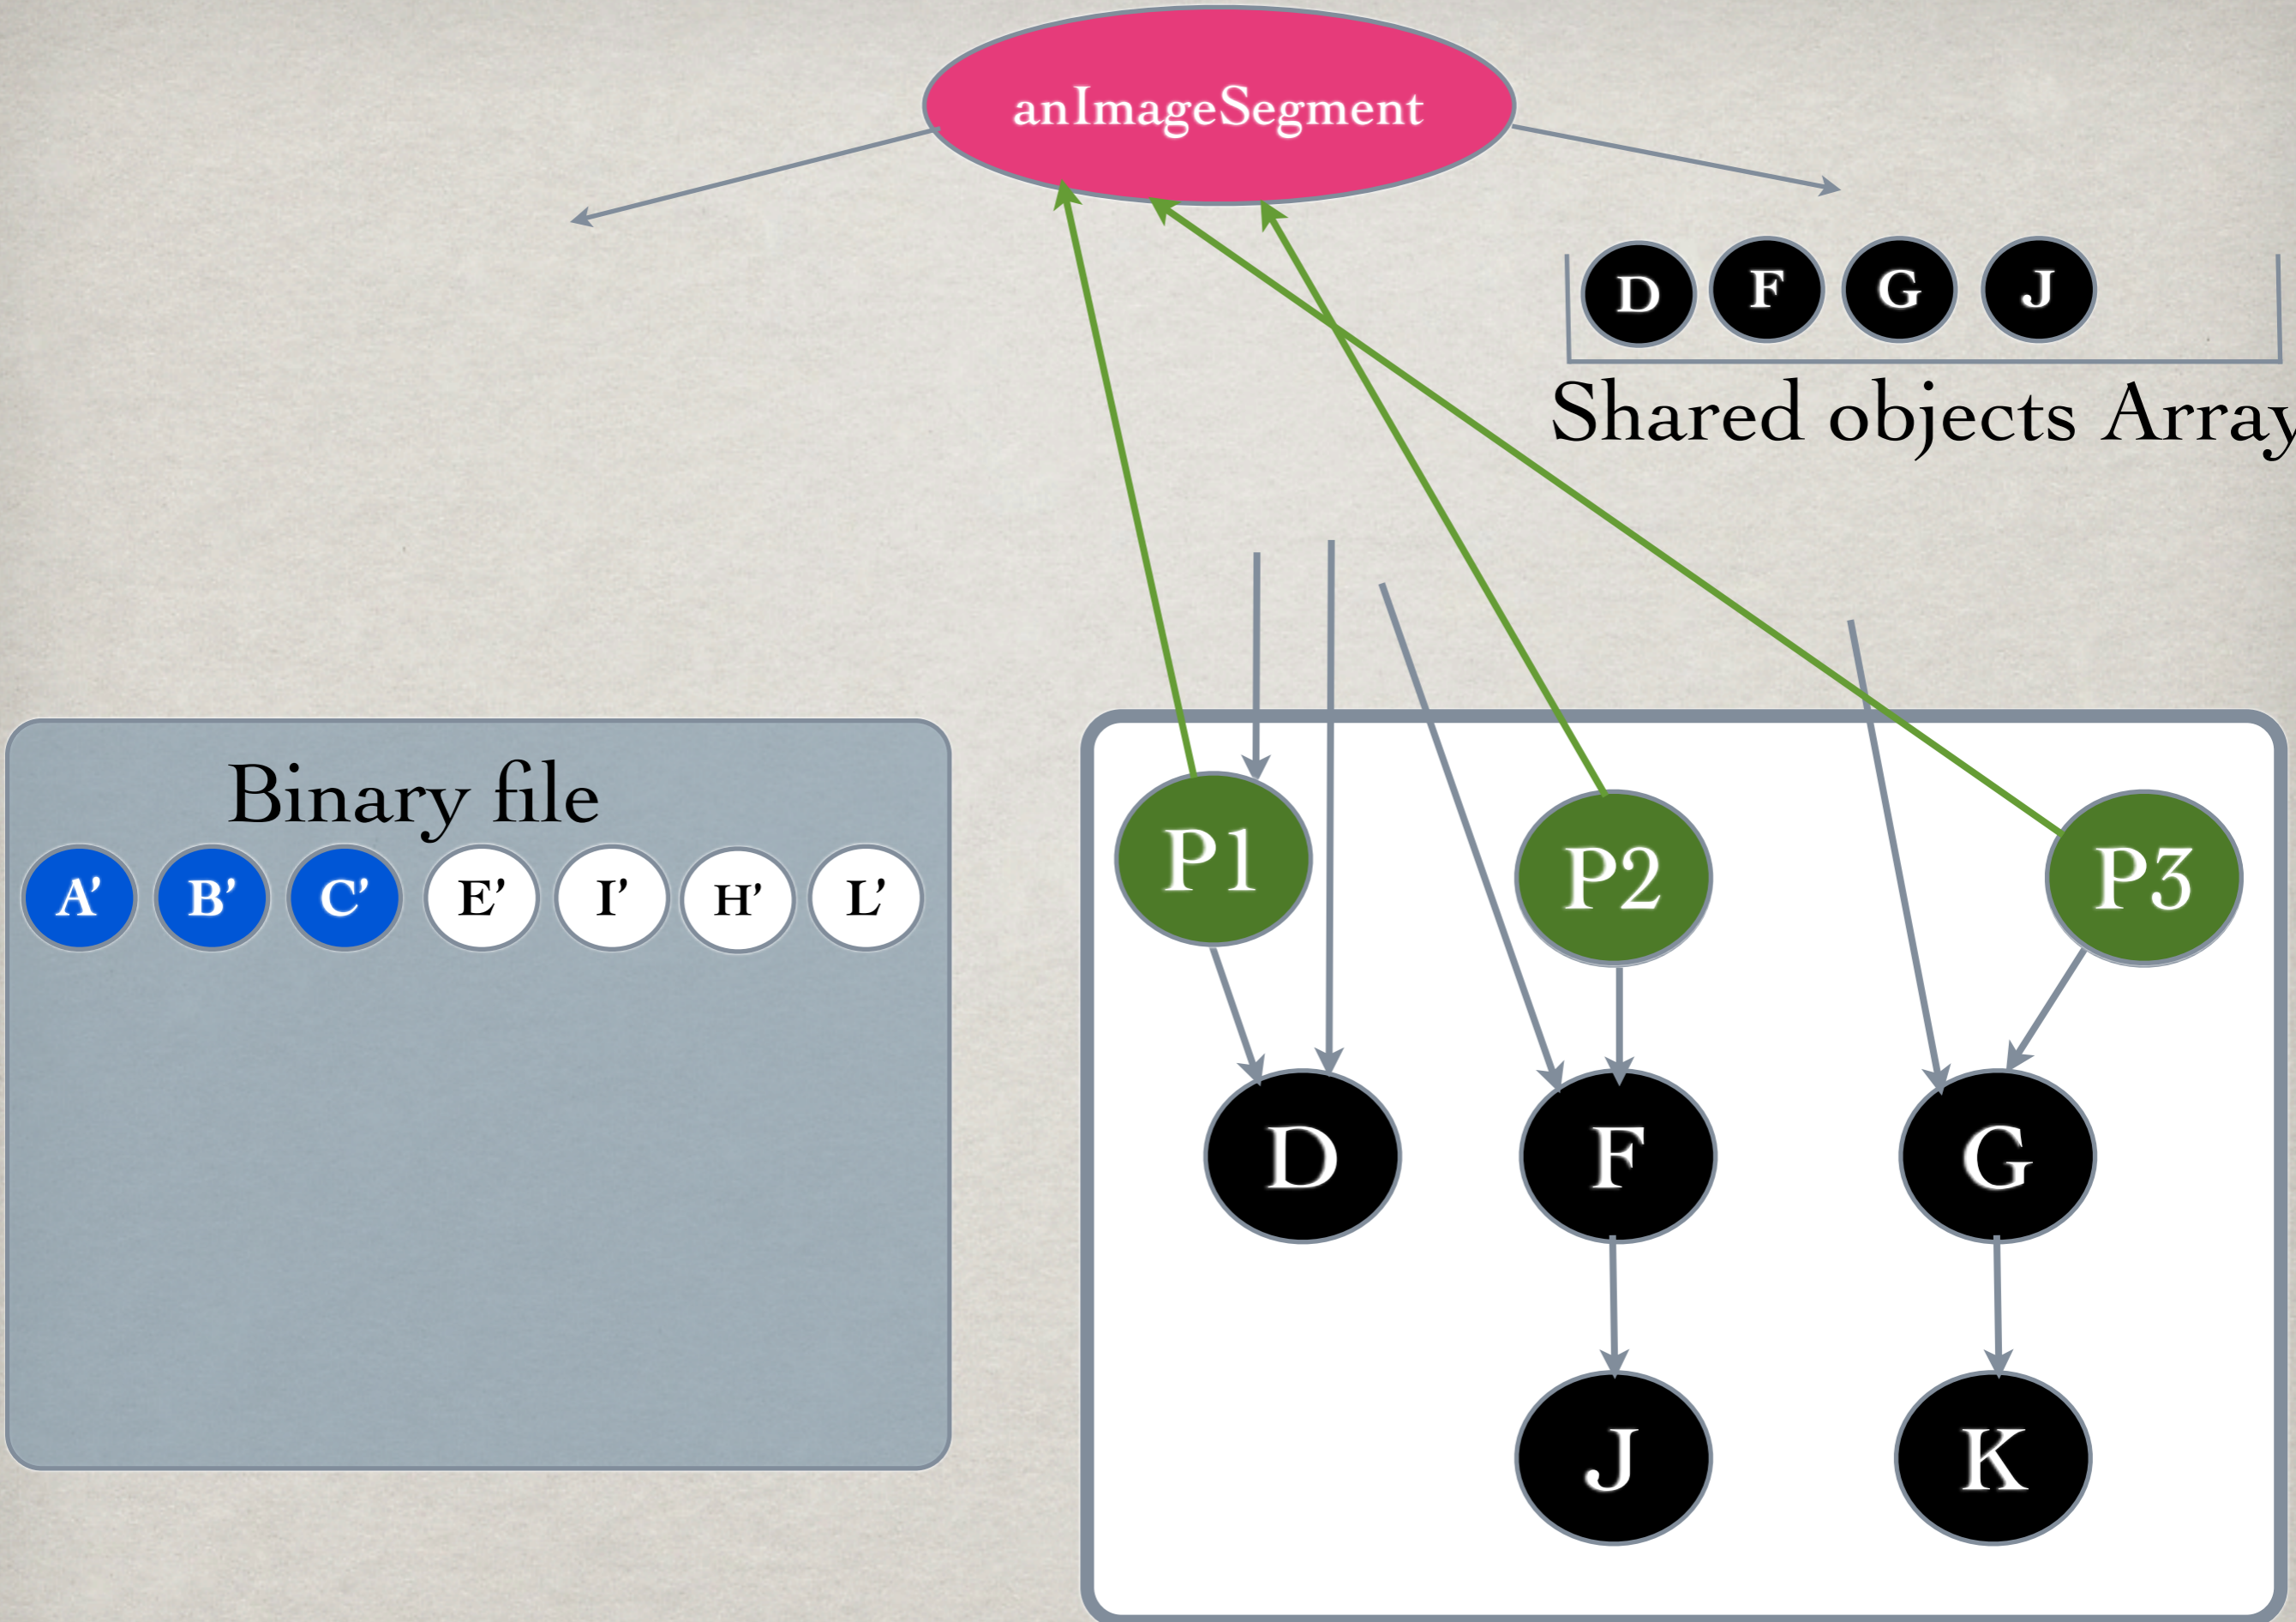 anImageSegment
D F G J
Shared objects Array
Binary file
A’ B’ C’ E’ I’ H’ L’
P1 P2 P3
D F G
J K